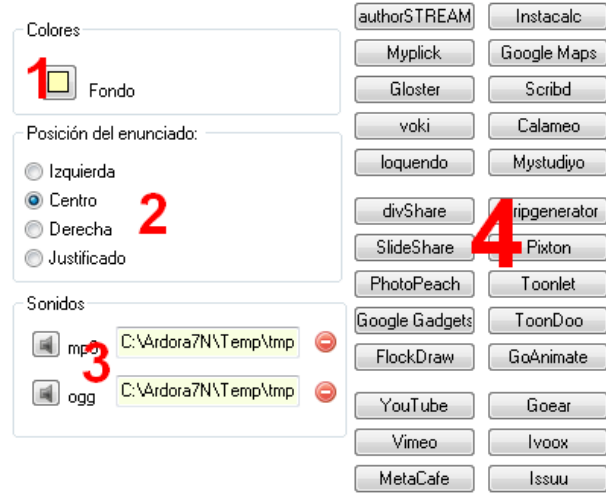 Colores
1
Fondo
Posición del enunciado:
Izquierda
Centro
Derecha
Justificado
2
Sonidos
mp3 C:\Ardora7N\Temp\tmp
3
ogg C:\Ardora7N\Temp\tmp
authorSTREAM Instacalc
Myplick Google Maps
Gloster Scribd
voki Calameo
loquendo Mystudiyo
divShare ripgenerator
4
SlideShare Pixton
PhotoPeach Toonlet
Google Gadgets ToonDoo
FlockDraw GoAnimate
YouTube Goear
Vimeo Ivoox
MetaCafe Issuu